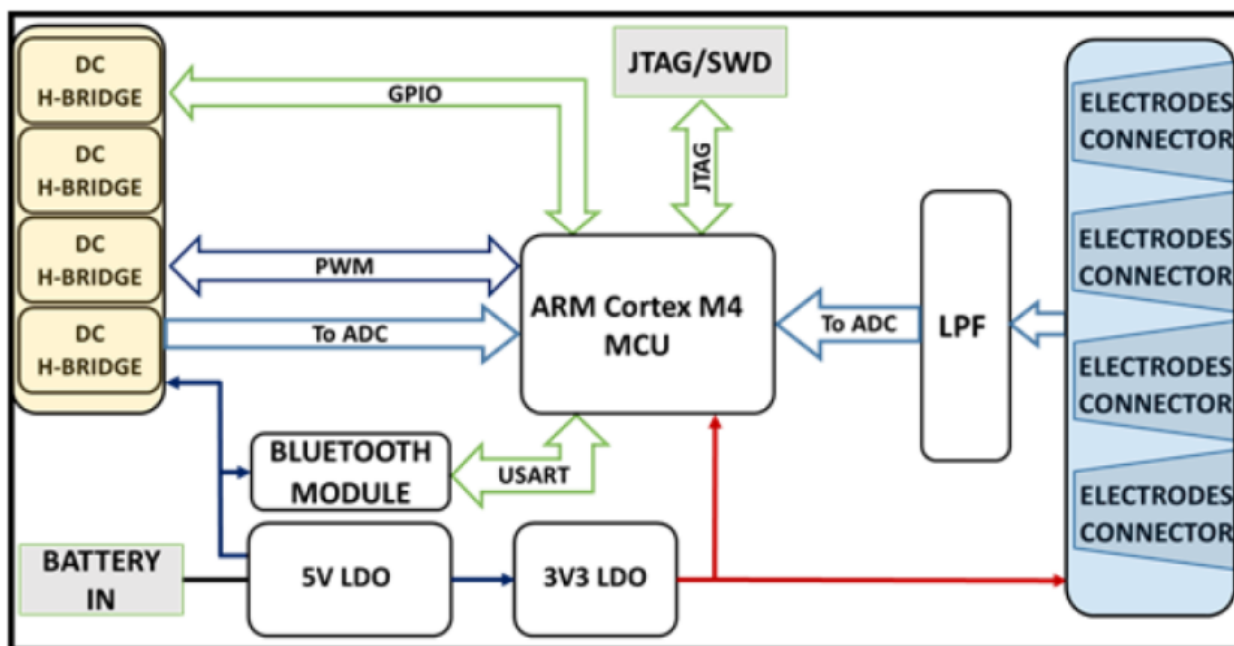 DC
H-BRIDGE
DC
H-BRIDGE
DC
H-BRIDGE
DC
H-BRIDGE
GPIO
JTAG/SWD
JTAG
PWM
To ADC
ARM Cortex M4
MCU
To ADC
LPF
ELECTRODES
CONNECTOR
ELECTRODES
CONNECTOR
ELECTRODES
CONNECTOR
ELECTRODES
CONNECTOR
BLUETOOTH
MODULE
USART
BATTERY
IN
5V LDO
3V3 LDO